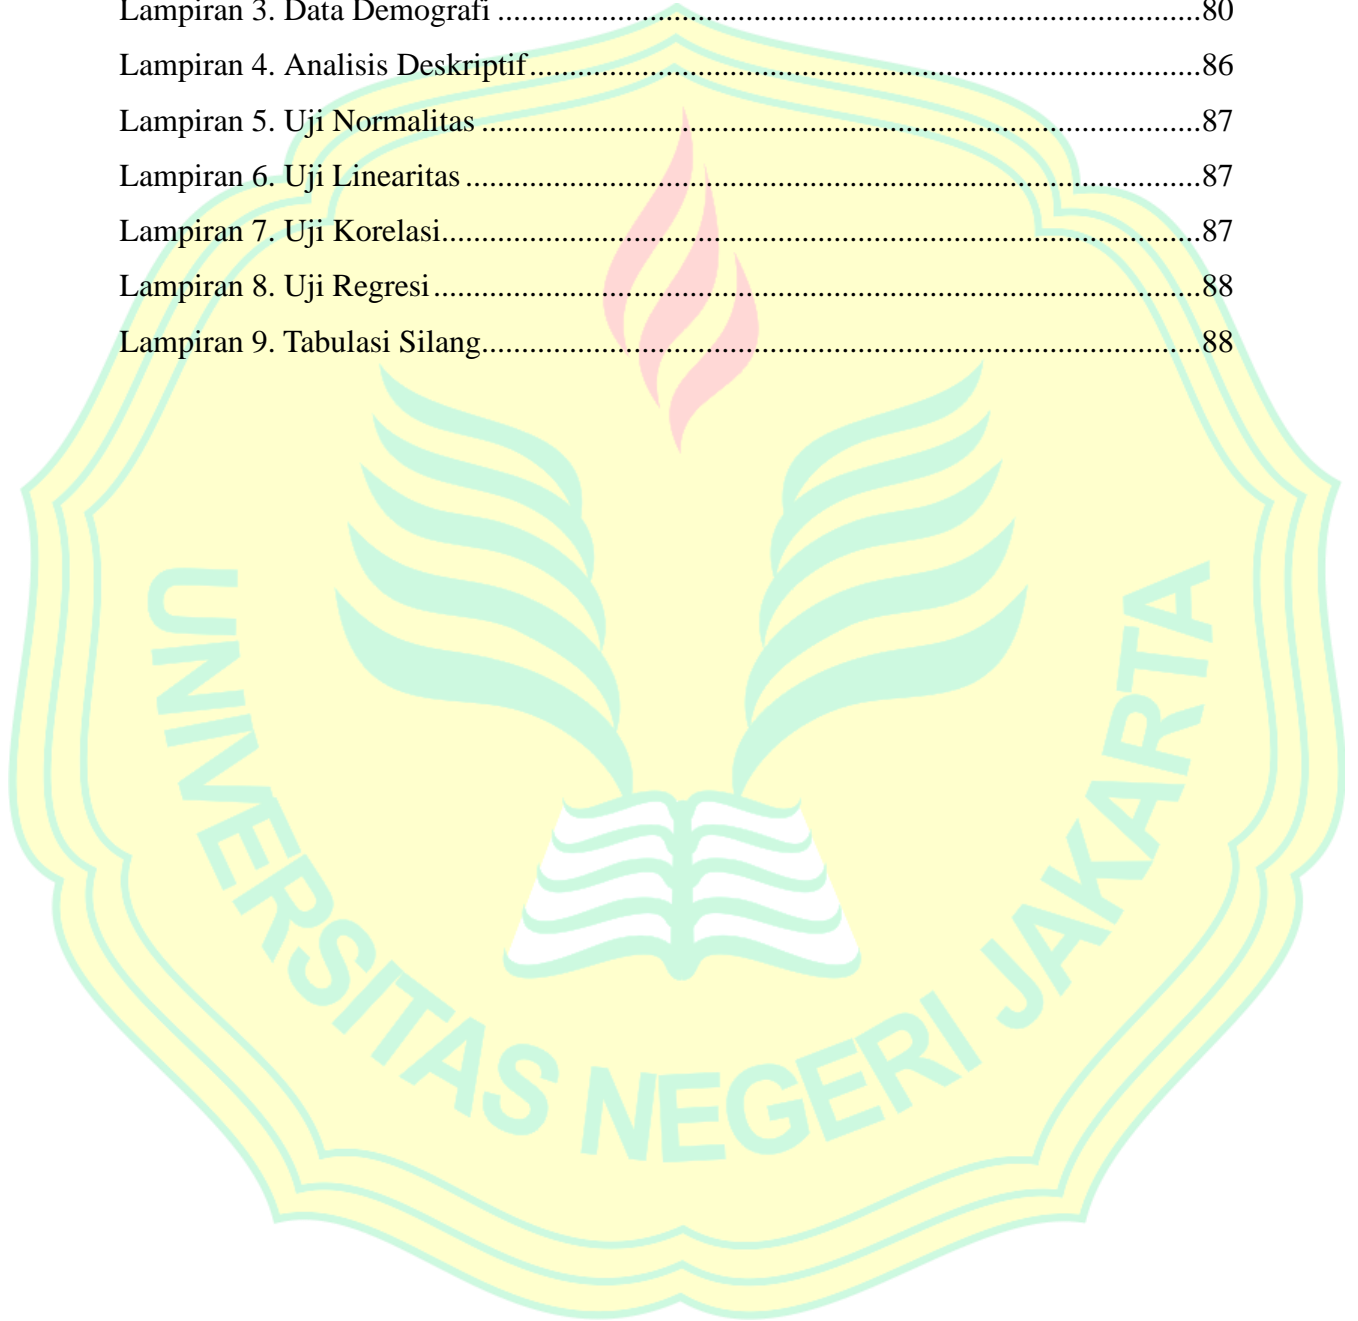 Lampiran 3. Data Demografi ........................................................................................80
Lampiran 4. Analisis Deskriptif....................................................................................86
Lampiran 5. Uji Normalitas ..........................................................................................87
Lampiran 6. Uji Linearitas ............................................................................................87
Lampiran 7. Uji Korelasi...............................................................................................87
Lampiran 8. Uji Regresi ................................................................................................88
Lampiran 9. Tabulasi Silang..........................................................................................88
UNIVERSITAS NEGERI JAKARTA